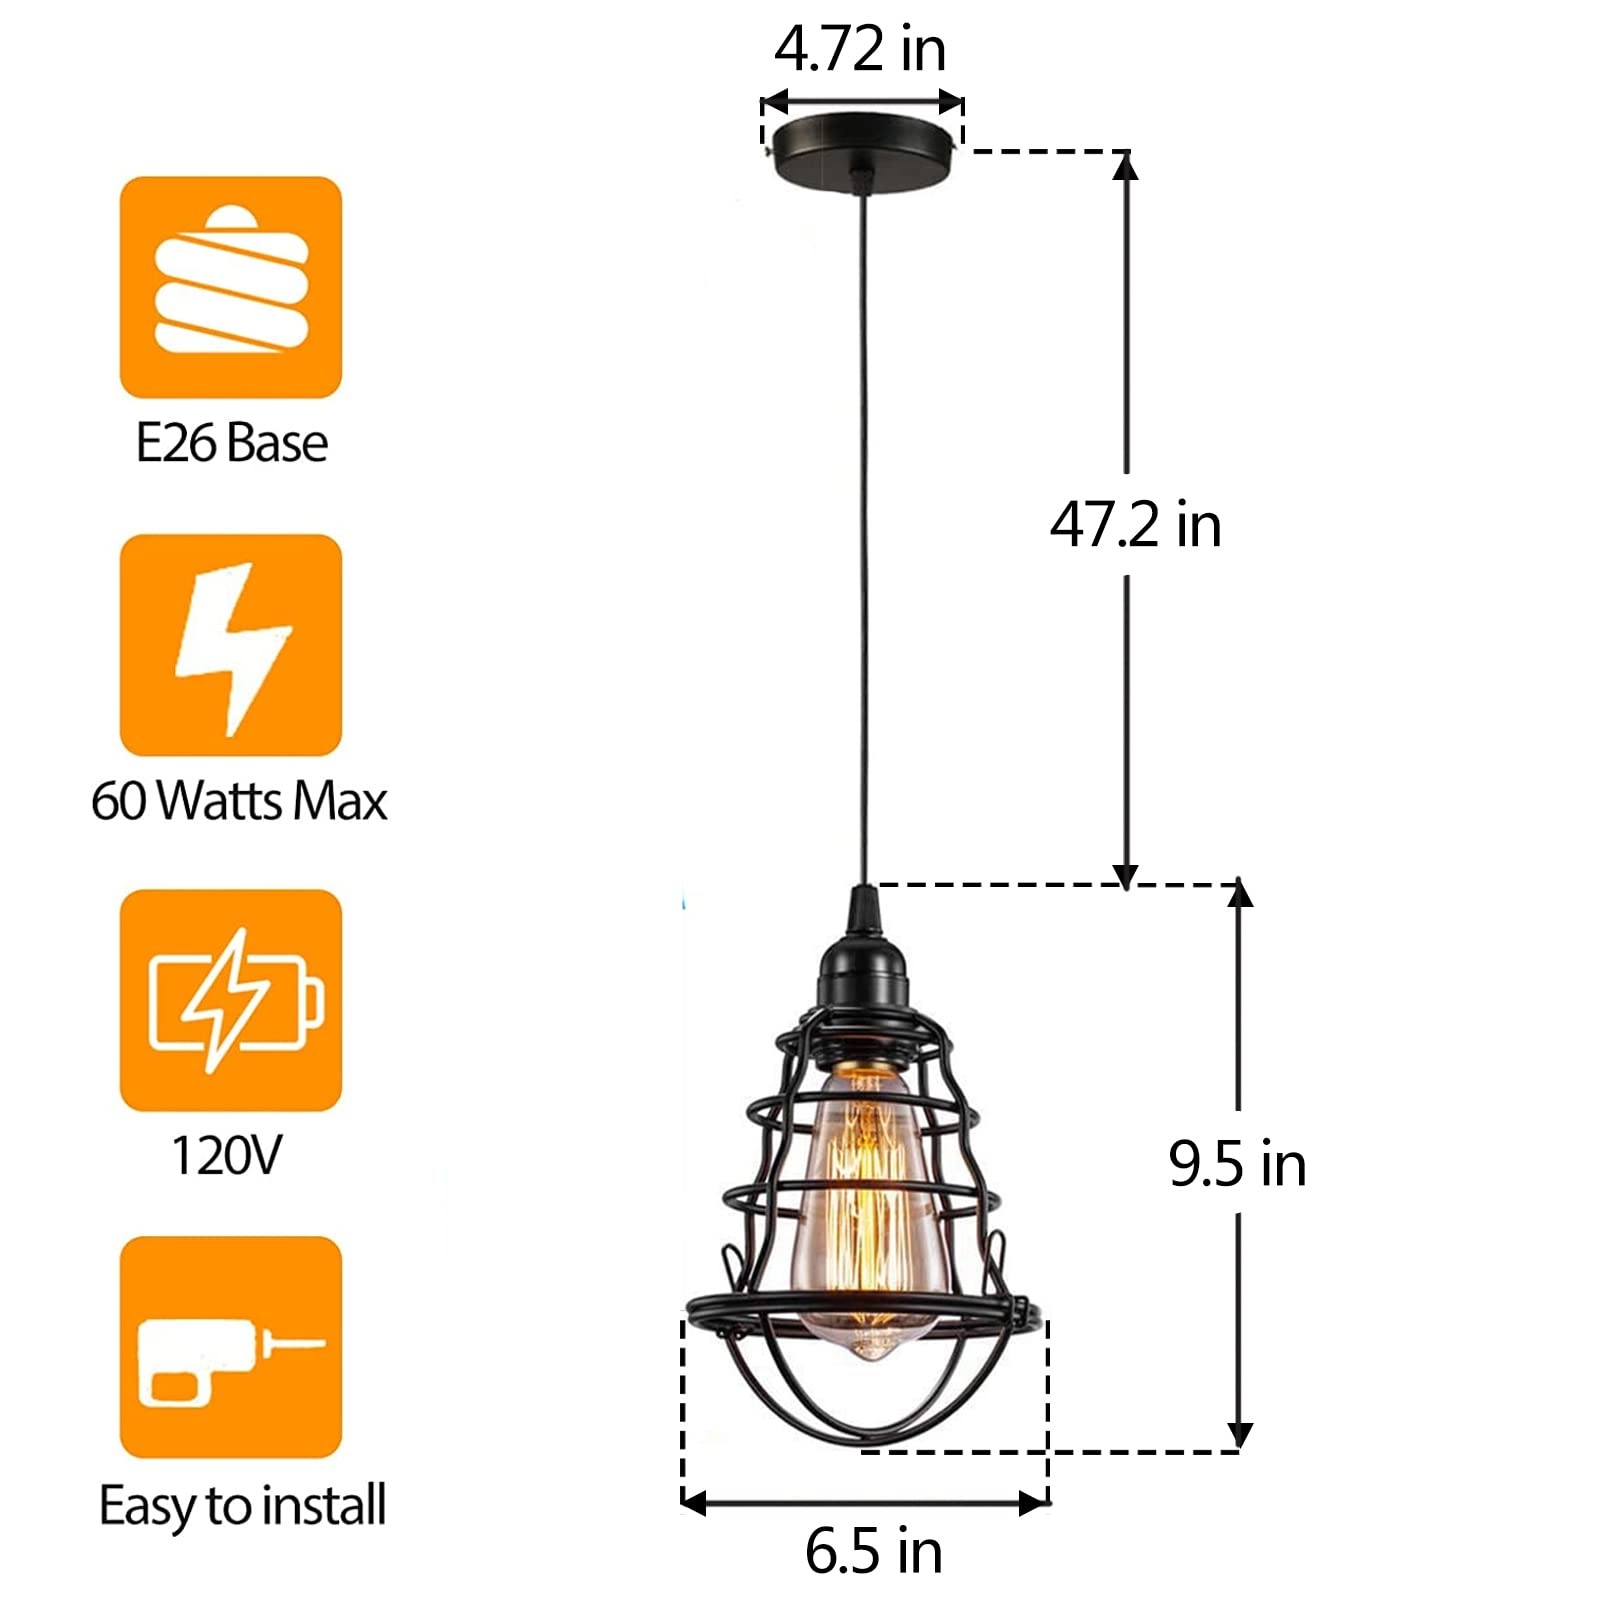 4.72 in
E26 Base
47.2 in
60 Watts Max
120V
9.5 in
Easy to install
6.5 in